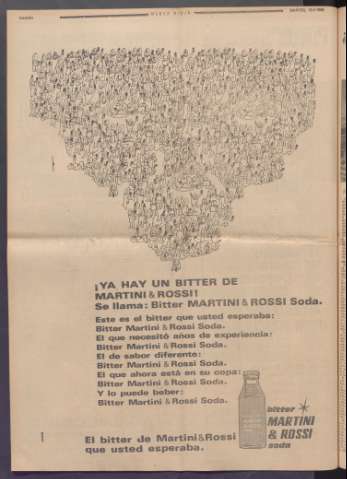 ¡YA HAY UN BITTER DE
MARTINI & ROSSI!
Se llama: Bitter MARTINI & ROSSI Soda.
Este es el bitter que usted esperaba:
Bitter Martini & Rossi Soda.
El que necesitó años de experiencia:
Bitter Martini & Rossi Soda.
El de sabor diferente:
Bitter Martini & Rossi Soda.
El que ahora está en su copa:
Bitter Martini & Rossi Soda.
Y lo puede beber:
Bitter Martini & Rossi Soda.
bitter
MARTINI
& ROSSI
soda
El bitter de Martini & Rossi
que usted esperaba.